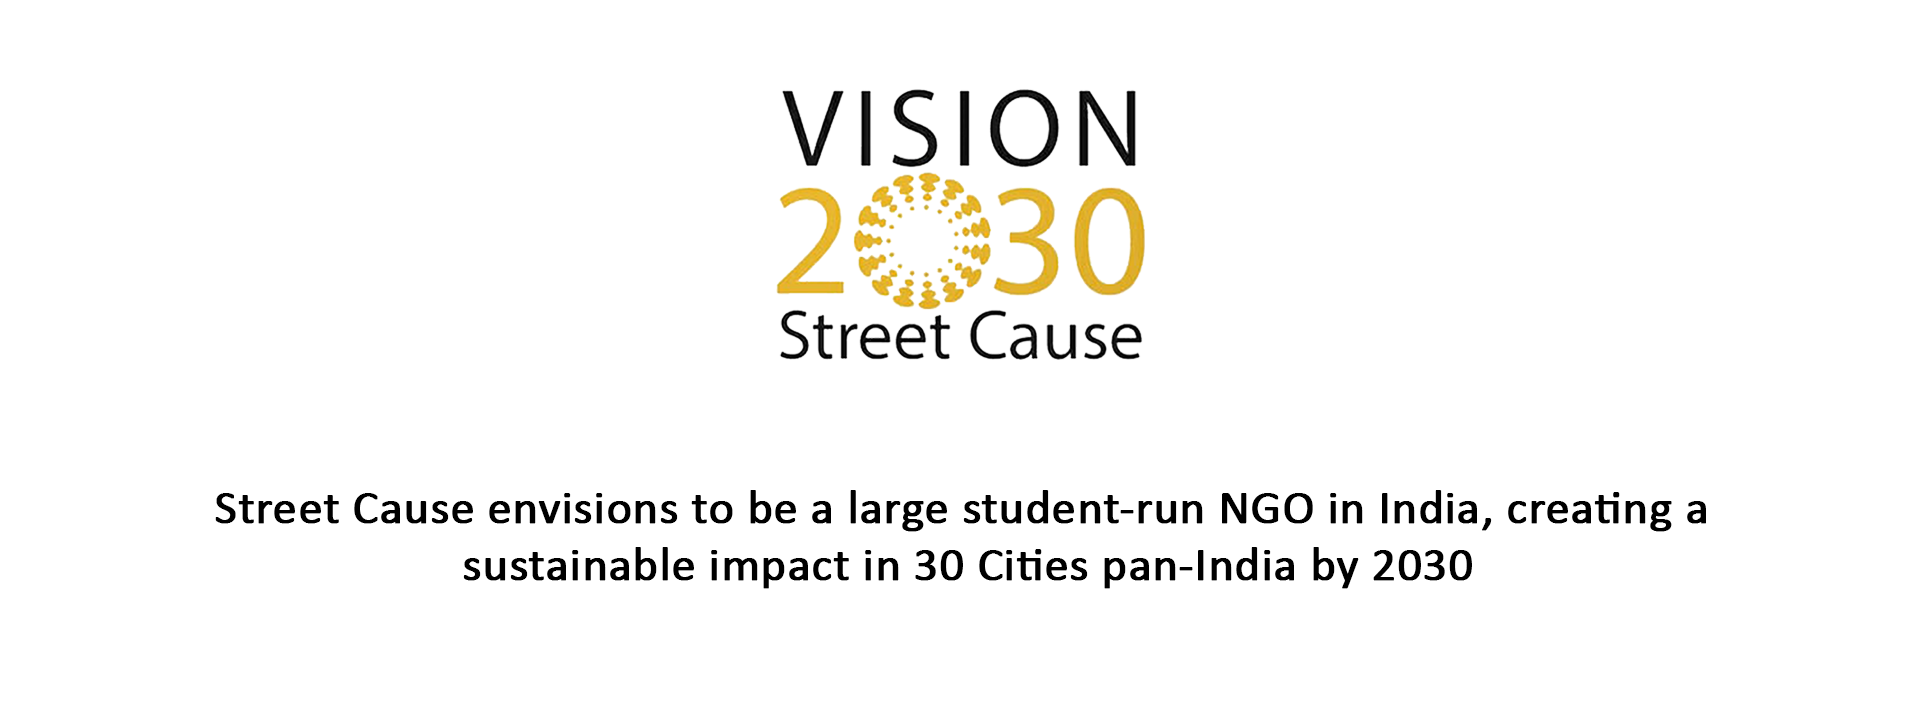 VISION
2030
Street Cause
Street Cause envisions to be a large student-run NGO in India, creating a
sustainable impact in 30 Cities pan-India by 2030